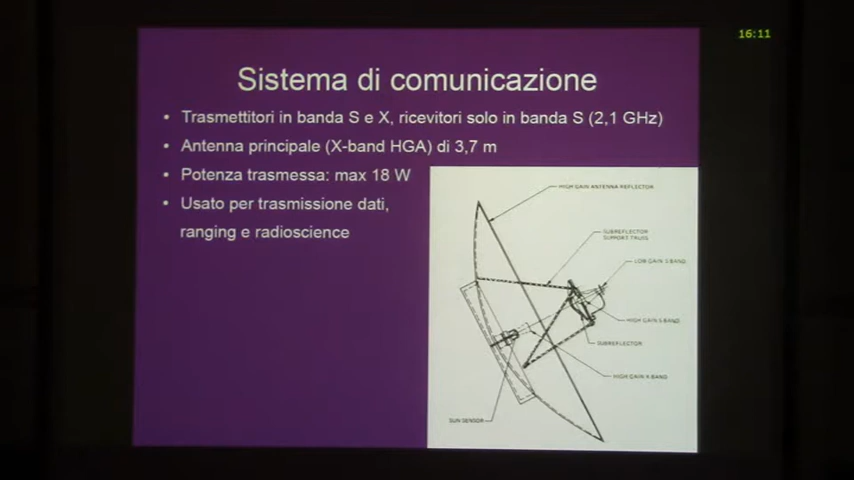 16:11
Sistema di comunicazione
• Trasmettitori in banda S e X, ricevitori solo in banda S (2,1 GHz)
• Antenna principale (X-band HGA) di 3,7 m
• Potenza trasmessa: max 18 W
• Usato per trasmissione dati,
ranging e radioscience
HIGH GAIN ANTENNA REFLECTOR
SUBREFLECTOR
SUPPORT TRUSS
LOW GAIN S-BAND
HIGH GAIN S-BAND
SUBREFLECTOR
HIGH GAIN X-BAND
SUN SENSOR